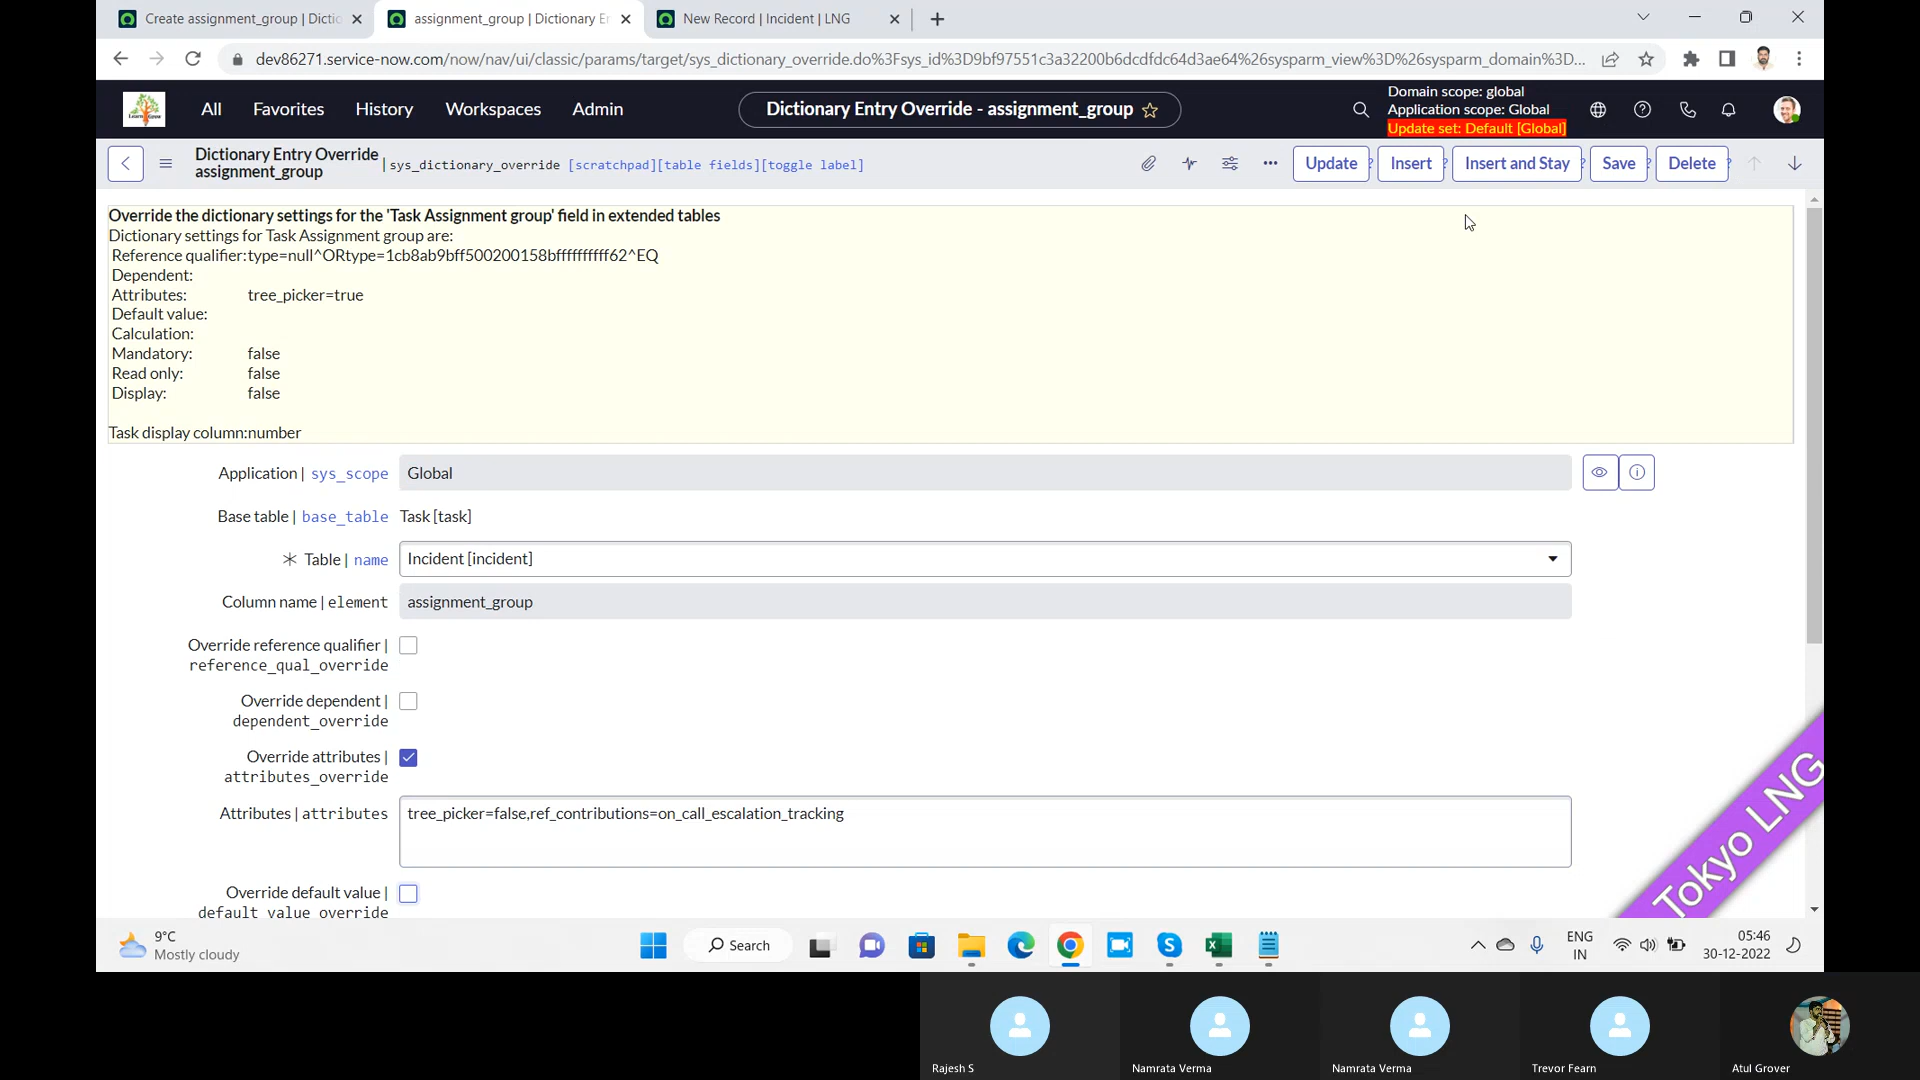 Create assignment_group | Dictic
assignment_group | Dictionary E
New Record | Incident | LNG
dev86271.service-now.com/now/nav/ui/classic/params/target/sys_dictionary_override.do%3Fsys_id%3D9bf97551c3a32200b6dcdfdc64d3ae64%26sysparm_view%3D%26sysparm_domain%3D...
All
Favorites
History
Workspaces
Admin
Dictionary Entry Override - assignment_group
Domain scope: global
Application scope: Global
Update set: Default [Global]
Dictionary Entry Override
assignment_group
| sys_dictionary_override [scratchpad][table fields][toggle label]
Update
?
Insert
?
Insert and Stay
?
Save
?
Delete
?
Override the dictionary settings for the 'Task Assignment group' field in extended tables
Dictionary settings for Task Assignment group are:
Reference qualifier:type=null^ORtype=1cb8ab9bff500200158bffffffffff62^EQ
Dependent:
Attributes: tree_picker=true
Default value:
Calculation:
Mandatory: false
Read only: false
Display: false
Task display column:number
Application | sys_scope Global
Base table | base_table Task [task]
Table | name Incident [incident]
Column name | element assignment_group
Override reference qualifier |
reference_qual_override
Override dependent |
dependent_override
Override attributes |
attributes_override
Attributes | attributes tree_picker=false,ref_contributions=on_call_escalation_tracking
Override default value |
default_value_override
Tokyo LNG
9°C
Mostly cloudy
Search
ENG
IN
05:46
30-12-2022
Rajesh S
Namrata Verma
Namrata Verma
Trevor Fearn
Atul Grover